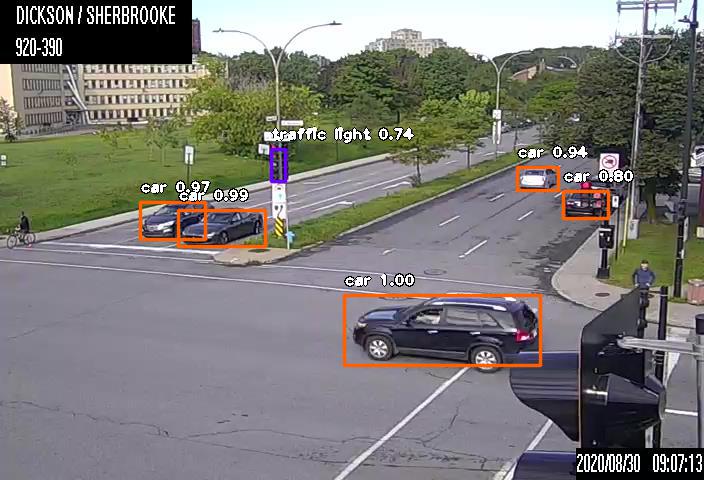 DICKSON / SHERBROOKE
920-390
traffic light 0.74
car 0.94
car 0.80
car 0.97
car 0.99
car 1.00
2020/08/30 09:07:13